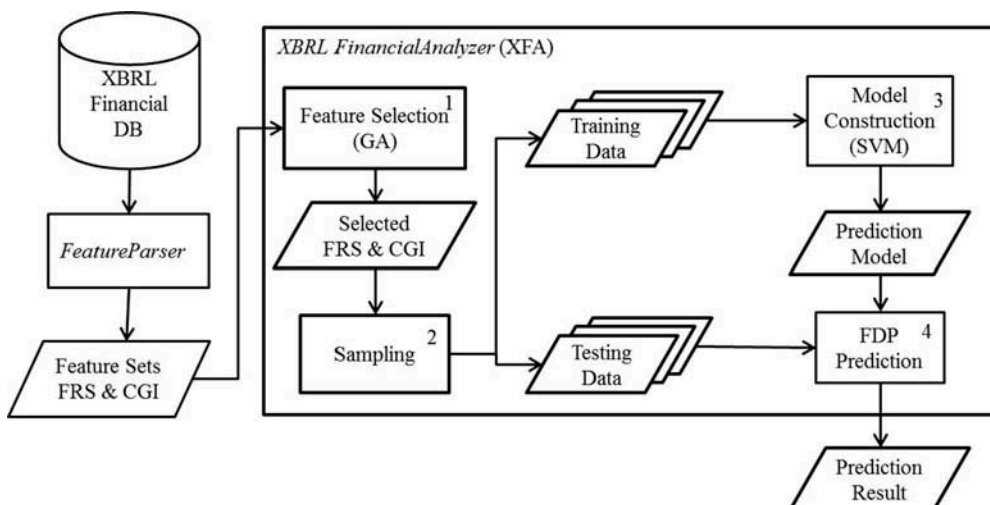 XBRL
Financial
DB
FeatureParser
Feature Sets
FRS & CGI
XBRL FinancialAnalyzer (XFA)
1
Feature Selection
(GA)
Selected
FRS & CGI
2
Sampling
Training
Data
Testing
Data
3
Model
Construction
(SVM)
Prediction
Model
4
FDP
Prediction
Prediction
Result